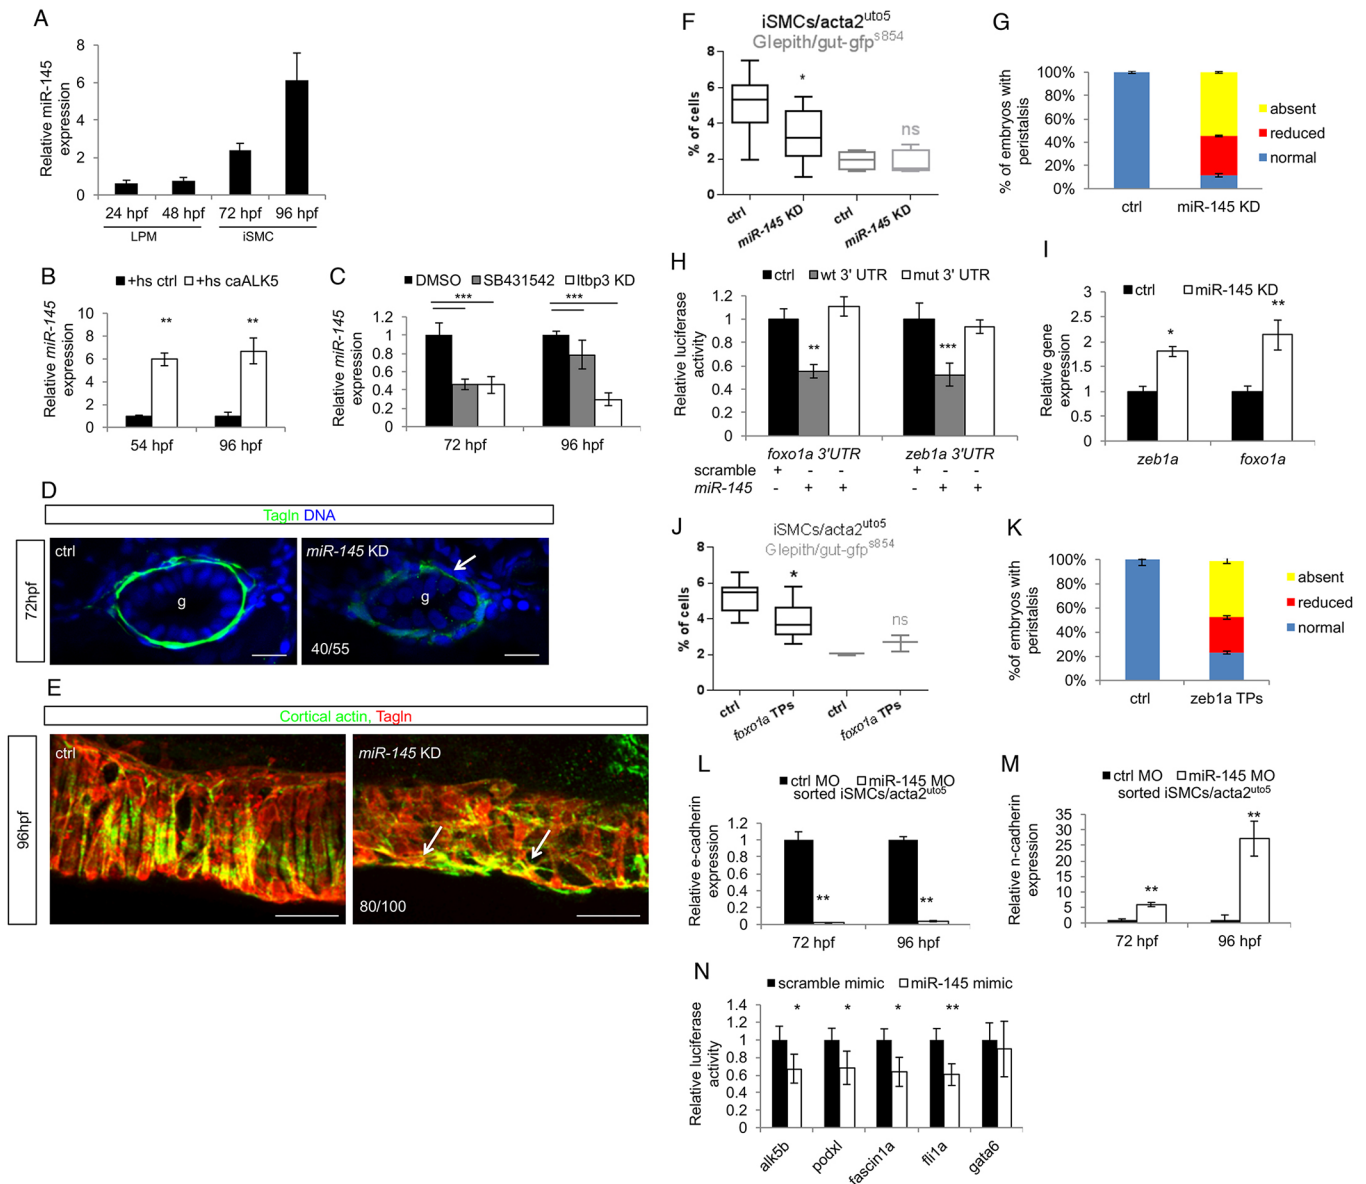 A
Relative miR-145
expression
8
6
4
2
0
24 hpf 48 hpf 72 hpf 96 hpf
LPM iSMC
B
+hs ctrl +hs caALK5
Relative miR-145
expression
10
8
6
4
2
0
** **
54 hpf 96 hpf
C
DMSO SB431542 ltbp3 KD
Relative miR-145
expression
1.2
1
0.8
0.6
0.4
0.2
0
*** ***
72 hpf 96 hpf
D
Tagln DNA
72hpf
ctrl
g
miR-145 KD
g
40/55
E
Cortical actin, Tagln
96hpf
ctrl
miR-145 KD
80/100
F
iSMCs/acta2uto5
GIepith/gut-gfps854
% of cells
8
6
4
2
0
*
ns
ctrl miR-145 KD ctrl miR-145 KD
G
% of embryos with
peristalsis
100%
80%
60%
40%
20%
0%
absent
reduced
normal
ctrl miR-145 KD
H
ctrl wt 3' UTR mut 3' UTR
Relative luciferase
activity
1.2
1
0.8
0.6
0.4
0.2
0
** ***
foxo1a 3'UTR zeb1a 3'UTR
scramble + - - + - -
miR-145 - + + - + +
I
ctrl miR-145 KD
Relative gene
expression
3
2.5
2
1.5
1
0.5
0
* **
zeb1a foxo1a
J
iSMCs/acta2uto5
GIepith/gut-gfps854
% of cells
8
6
4
2
0
*
ns
ctrl foxo1a TPs ctrl foxo1a TPs
K
%of embryos with
peristalsis
100%
80%
60%
40%
20%
0%
absent
reduced
normal
ctrl zeb1a TPs
L
ctrl MO miR-145 MO
sorted iSMCs/acta2uto5
Relative e-cadherin
expression
1.2
1
0.8
0.6
0.4
0.2
0
** **
72 hpf 96 hpf
M
ctrl MO miR-145 MO
sorted iSMCs/acta2uto5
Relative n-cadherin
expression
35
30
25
20
15
10
5
0
** **
72 hpf 96 hpf
N
scramble mimic miR-145 mimic
Relative luciferase
activity
1.4
1.2
1
0.8
0.6
0.4
0.2
0
* * * **
alk5b podxl fascin1a fli1a gata6